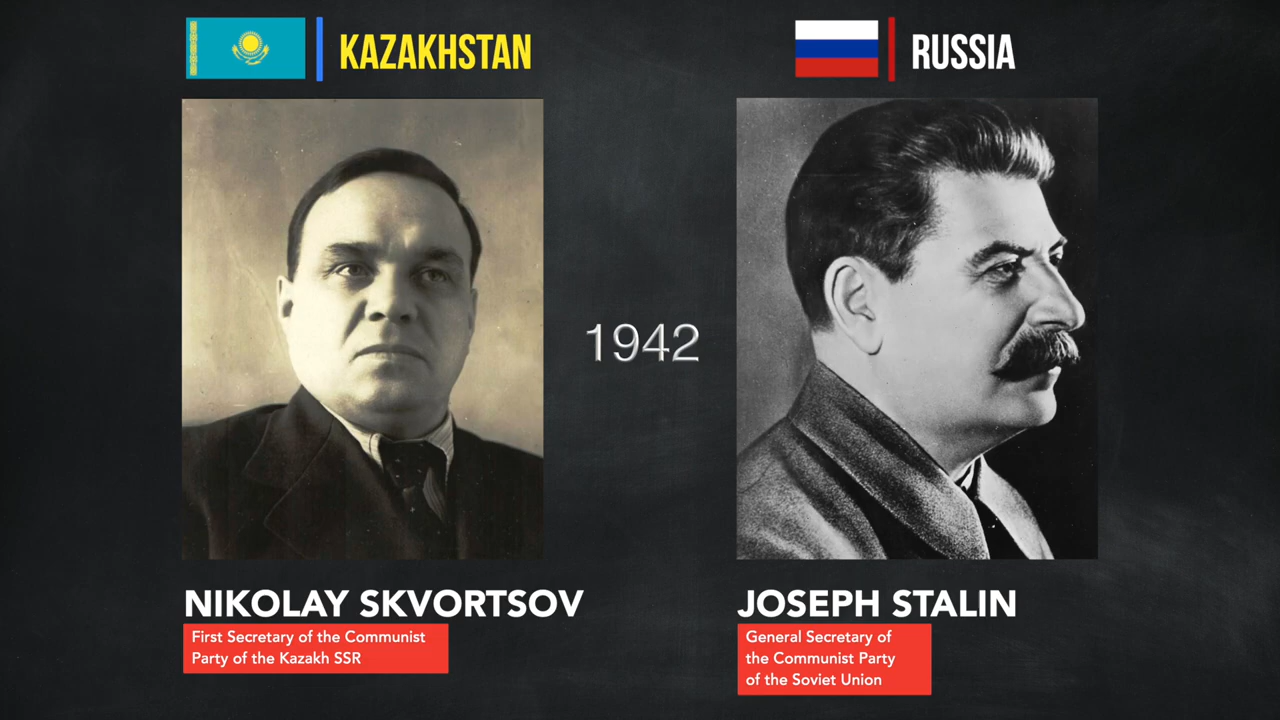 KAZAKHSTAN
RUSSIA
1942
NIKOLAY SKVORTSOV
First Secretary of the Communist
Party of the Kazakh SSR
JOSEPH STALIN
General Secretary of
the Communist Party
of the Soviet Union